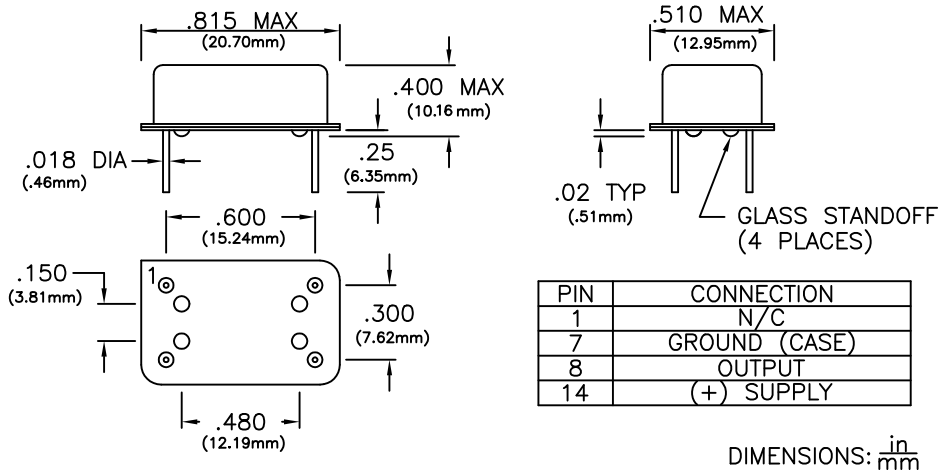 .815 MAX
(20.70mm)
.510 MAX
(12.95mm)
.400 MAX
(10.16mm)
.018 DIA
(.46mm)
.25
(6.35mm)
.02 TYP
(.51mm)
GLASS STANDOFF
(4 PLACES)
.600
(15.24mm)
.150
(3.81mm)
1
.300
(7.62mm)
.480
(12.19mm)
PIN CONNECTION
1 N/C
7 GROUND (CASE)
8 OUTPUT
14 (+) SUPPLY
DIMENSIONS: in
mm